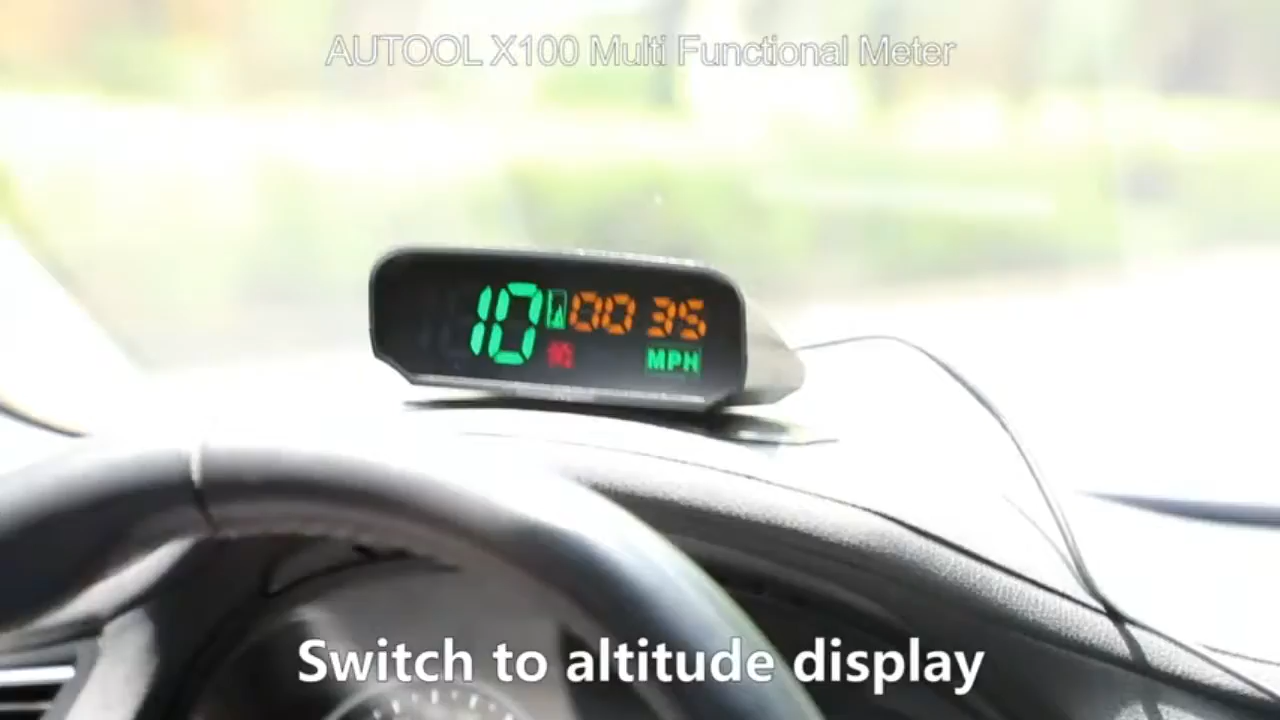 AUTOOL X100 Multi Functional Meter
10 00 35
MPH
Switch to altitude display